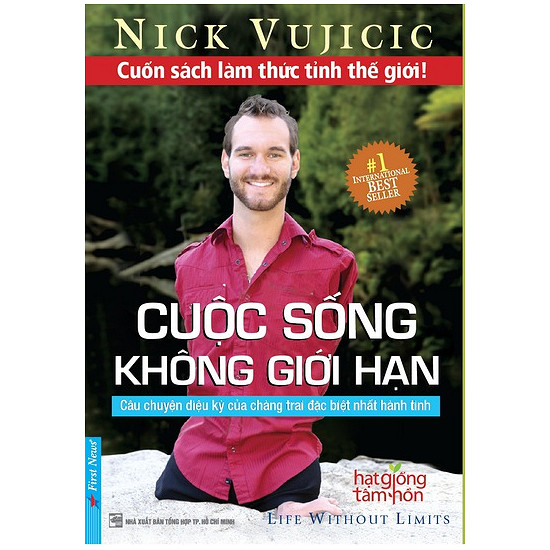 NICK VUJICIC
Cuốn sách làm thức tỉnh thế giới!
#1
INTERNATIONAL
BEST
SELLER
CUỘC SỐNG
KHÔNG GIỚI HẠN
Câu chuyện diệu kỳ của chàng trai đặc biệt nhất hành tinh
hạt giống
tâm hồn
First News
NHÀ XUẤT BẢN TỔNG HỢP TP. HỒ CHÍ MINH
LIFE WITHOUT LIMITS